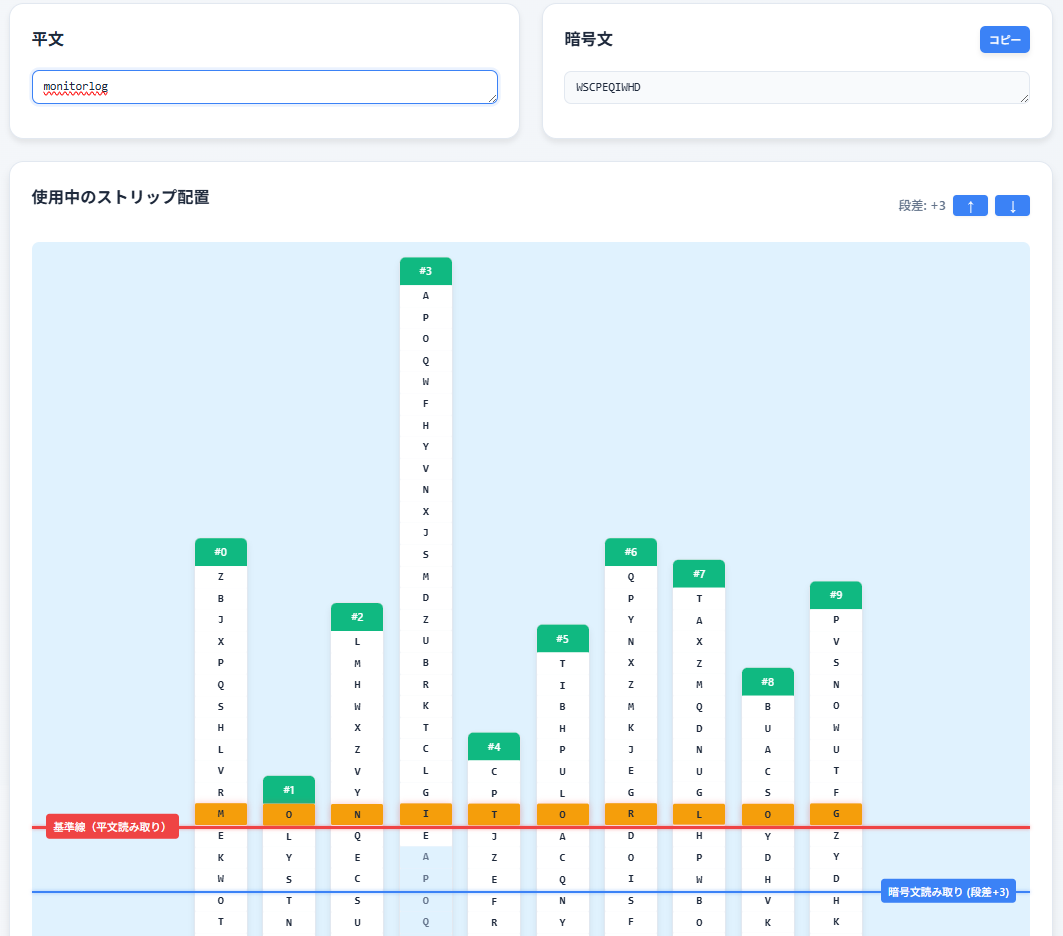 平文
monitorlog
暗号文
コピー
WSCPEQIWHD
使用中のストリップ配置
段差: +3 ↑ ↓
#3
A
P
O
Q
W
F
H
Y
V
N
X
J
#0 S #6
Z M Q #7
B D P T #9
J #2 Z Y A P
X L U #5 N X V
P M B T X Z S
Q H R I Z M #8 N
S W K B M Q B O
H X T H K D U W
L Z C #4 P J N A U
V V L C U E U C T
R #1 Y G P L G G S F
M O N I T O R L O G
基準線（平文読み取り）
E L Q E J A D H Y Z
K Y E A Z C O P D Y
W S C P E Q I W H D
暗号文読み取り (段差+3)
O T S O F N S B V H
T N U Q R Y F O K K